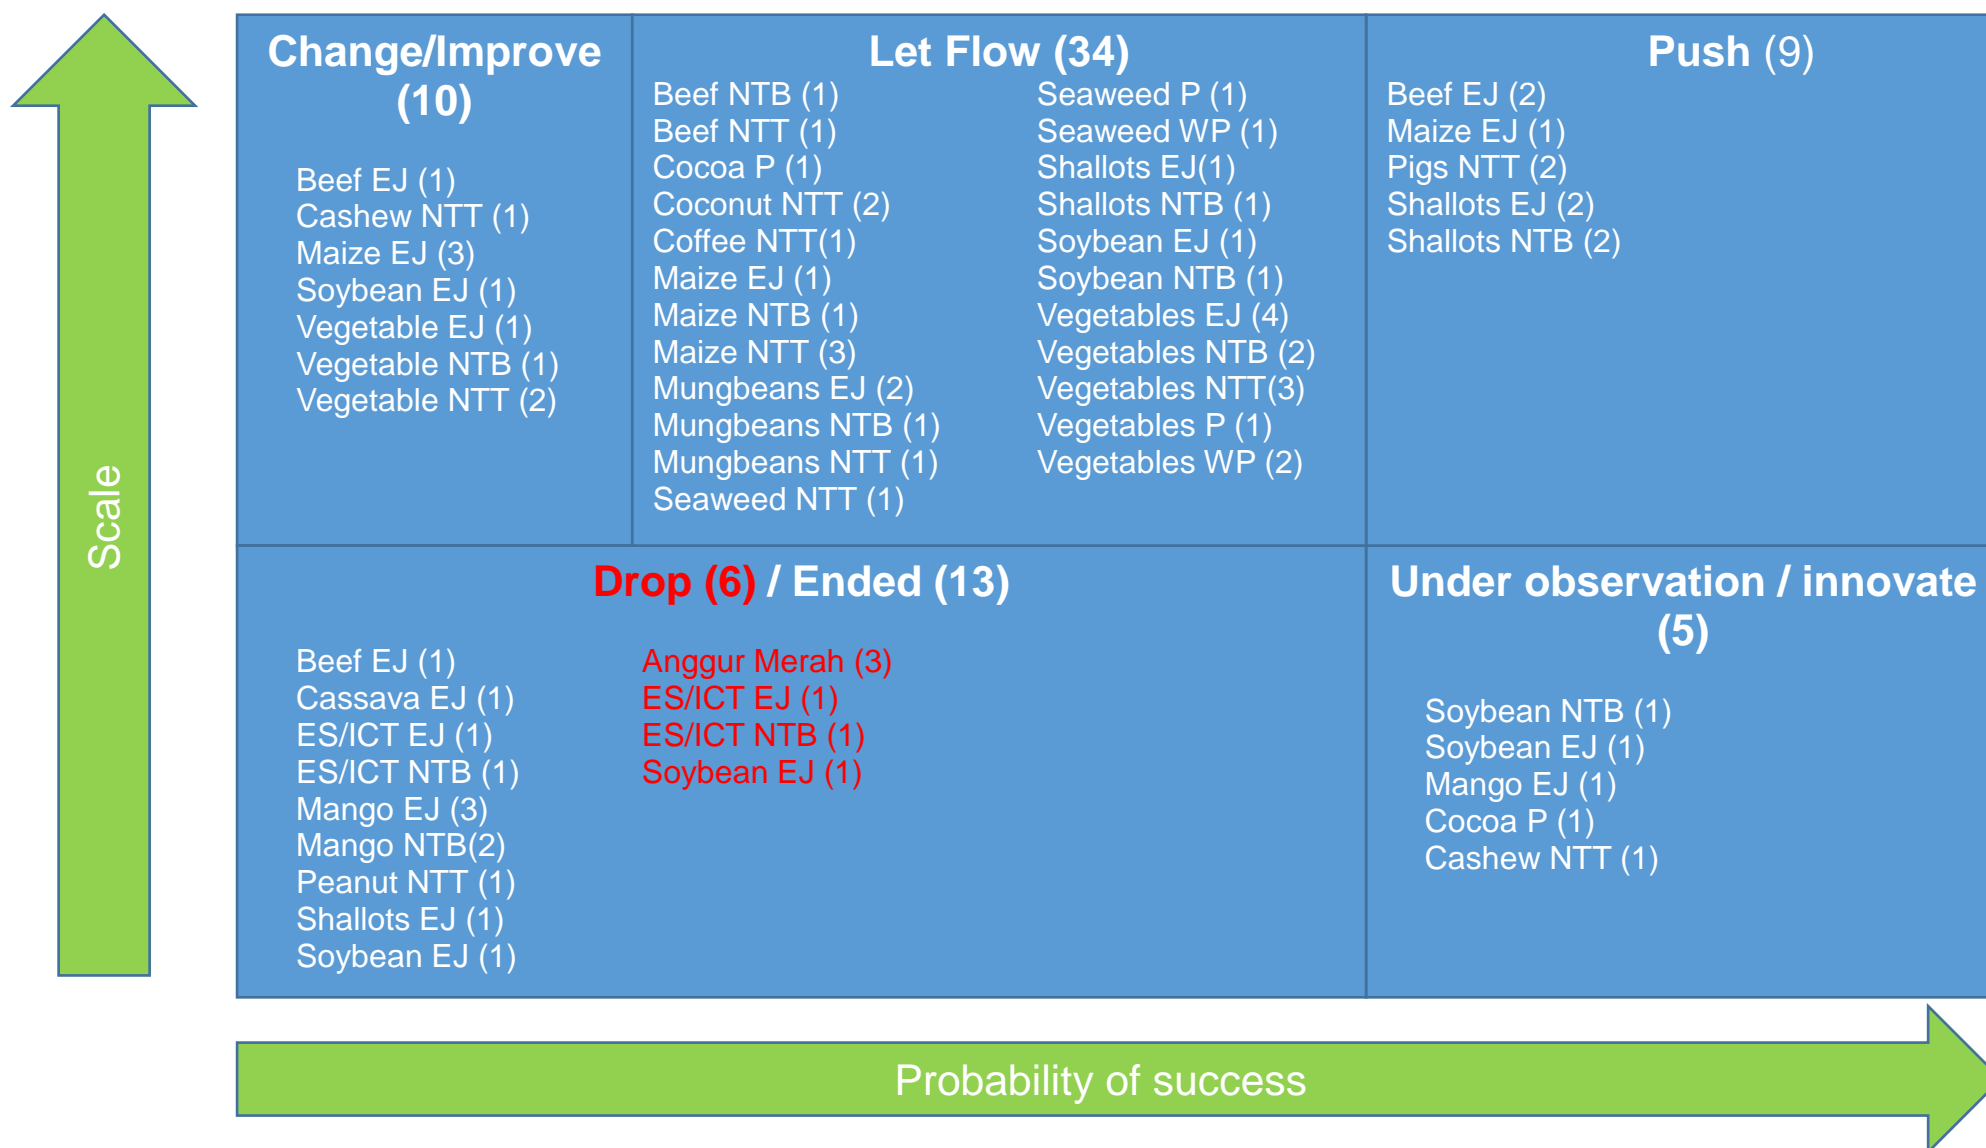 Scale
Change/Improve
(10)
Beef EJ (1)
Cashew NTT (1)
Maize EJ (3)
Soybean EJ (1)
Vegetable EJ (1)
Vegetable NTB (1)
Vegetable NTT (2)
Let Flow (34)
Beef NTB (1)
Beef NTT (1)
Cocoa P (1)
Coconut NTT (2)
Coffee NTT(1)
Maize EJ (1)
Maize NTB (1)
Maize NTT (3)
Mungbeans EJ (2)
Mungbeans NTB (1)
Mungbeans NTT (1)
Seaweed NTT (1)
Seaweed P (1)
Seaweed WP (1)
Shallots EJ(1)
Shallots NTB (1)
Soybean EJ (1)
Soybean NTB (1)
Vegetables EJ (4)
Vegetables NTB (2)
Vegetables NTT(3)
Vegetables P (1)
Vegetables WP (2)
Push (9)
Beef EJ (2)
Maize EJ (1)
Pigs NTT (2)
Shallots EJ (2)
Shallots NTB (2)
Drop (6) / Ended (13)
Beef EJ (1)
Cassava EJ (1)
ES/ICT EJ (1)
ES/ICT NTB (1)
Mango EJ (3)
Mango NTB(2)
Peanut NTT (1)
Shallots EJ (1)
Soybean EJ (1)
Anggur Merah (3)
ES/ICT EJ (1)
ES/ICT NTB (1)
Soybean EJ (1)
Under observation / innovate
(5)
Soybean NTB (1)
Soybean EJ (1)
Mango EJ (1)
Cocoa P (1)
Cashew NTT (1)
Probability of success